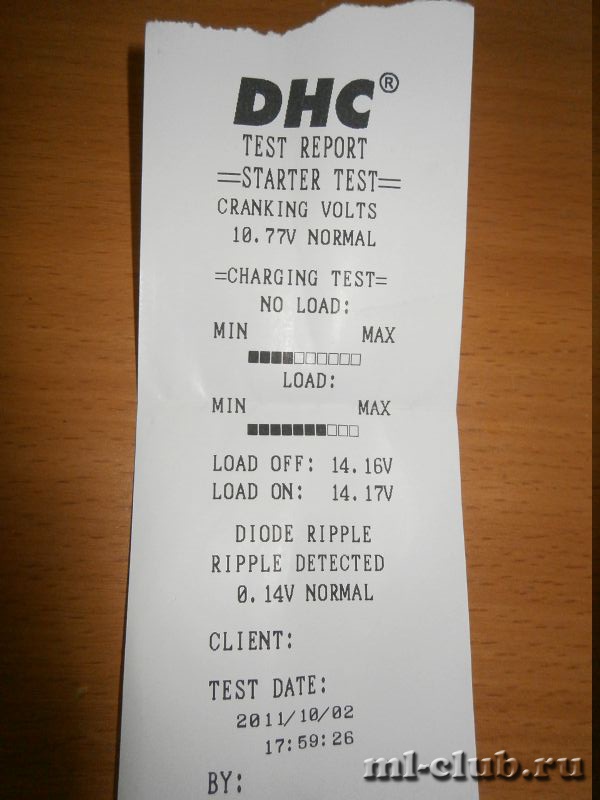 DHC®
TEST REPORT
=STARTER TEST=
CRANKING VOLTS
10.77V NORMAL
=CHARGING TEST=
NO LOAD:
MIN MAX
■■■■□□□□□□
LOAD:
MIN MAX
■■■■■■■□□□
LOAD OFF: 14.16V
LOAD ON: 14.17V
DIODE RIPPLE
RIPPLE DETECTED
0.14V NORMAL
CLIENT:
TEST DATE:
2011/10/02
17:59:26
BY:
ml-club.ru